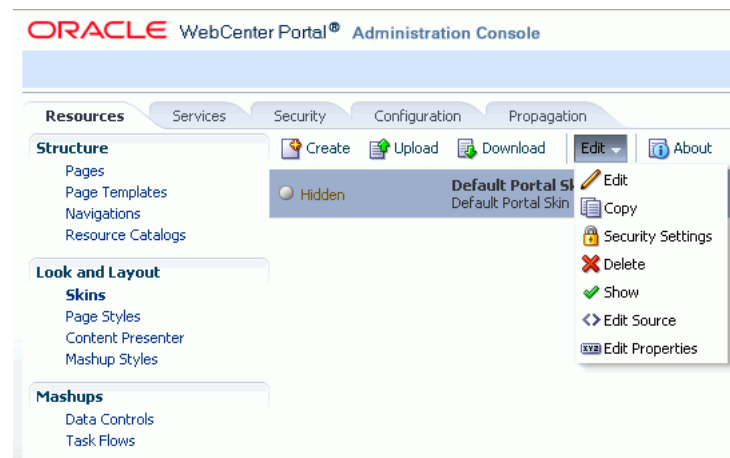 ORACLE WebCenter Portal® Administration Console
Resources Services Security Configuration Propagation
Structure
Pages
Page Templates
Navigations
Resource Catalogs
Look and Layout
Skins
Page Styles
Content Presenter
Mashup Styles
Mashups
Data Controls
Task Flows
Create Upload Download Edit About
Hidden Default Portal Sk
Default Portal Skin
Edit
Copy
Security Settings
Delete
Show
Edit Source
XYZ Edit Properties